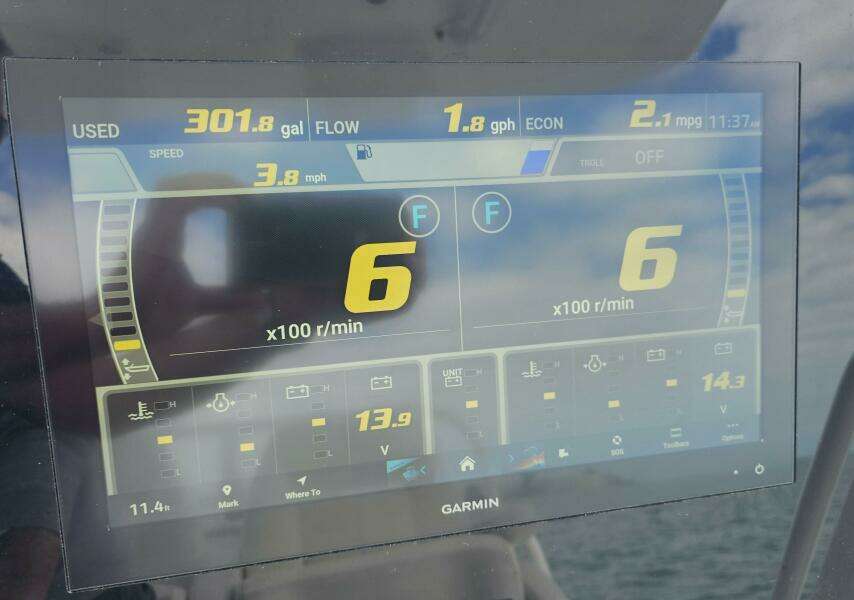 USED 301.8 gal FLOW 1.8 gph ECON 2.1 mpg 11:37AM
SPEED 3.8 mph TROLL OFF
F F
6 6
x100 r/min x100 r/min
H H H UNIT H H H
13.9 14.3
L L L V L L L V
11.4ft Mark Where To SOS Toolbars Options
GARMIN